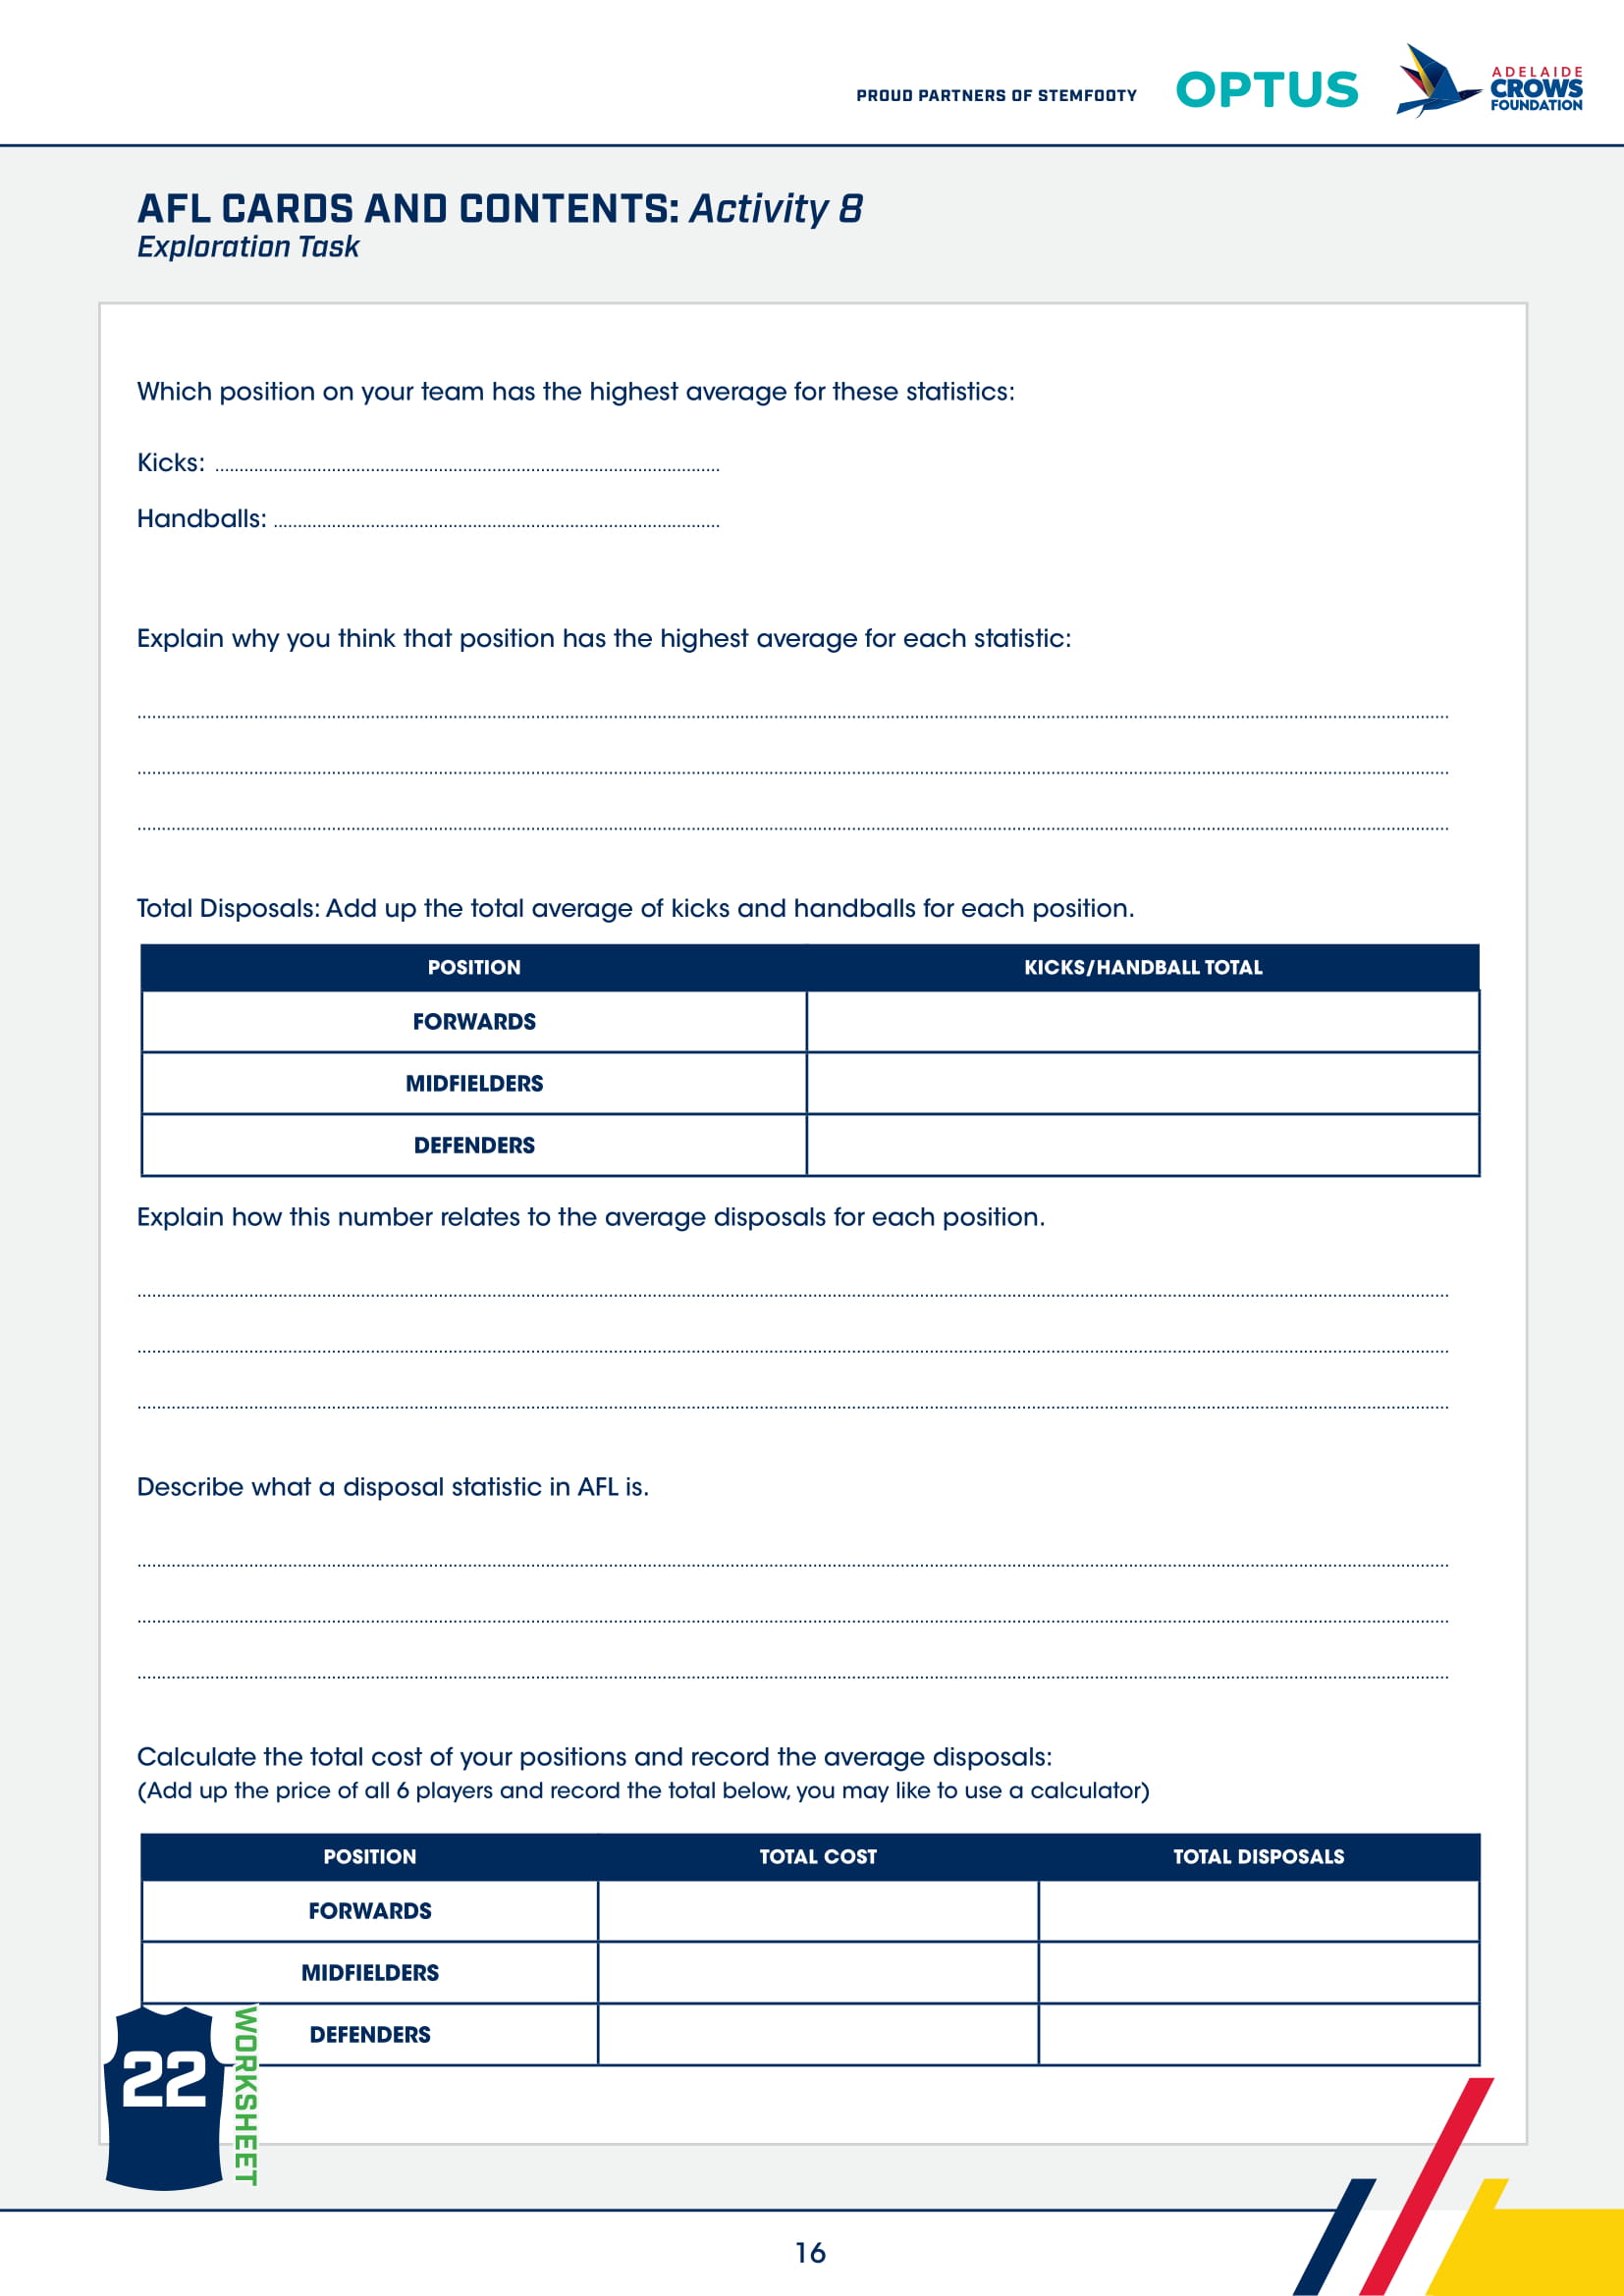 PROUD PARTNERS OF STEMFOOTY
OPTUS
ADELAIDE
CROWS
FOUNDATION
AFL CARDS AND CONTENTS: Activity 8
Exploration Task
Which position on your team has the highest average for these statistics:
Kicks:
Handballs:
Explain why you think that position has the highest average for each statistic:
Total Disposals: Add up the total average of kicks and handballs for each position.
POSITION KICKS/HANDBALL TOTAL
FORWARDS
MIDFIELDERS
DEFENDERS
Explain how this number relates to the average disposals for each position.
Describe what a disposal statistic in AFL is.
Calculate the total cost of your positions and record the average disposals:
(Add up the price of all 6 players and record the total below, you may like to use a calculator)
POSITION TOTAL COST TOTAL DISPOSALS
FORWARDS
MIDFIELDERS
DEFENDERS
22
WORKSHEET
16